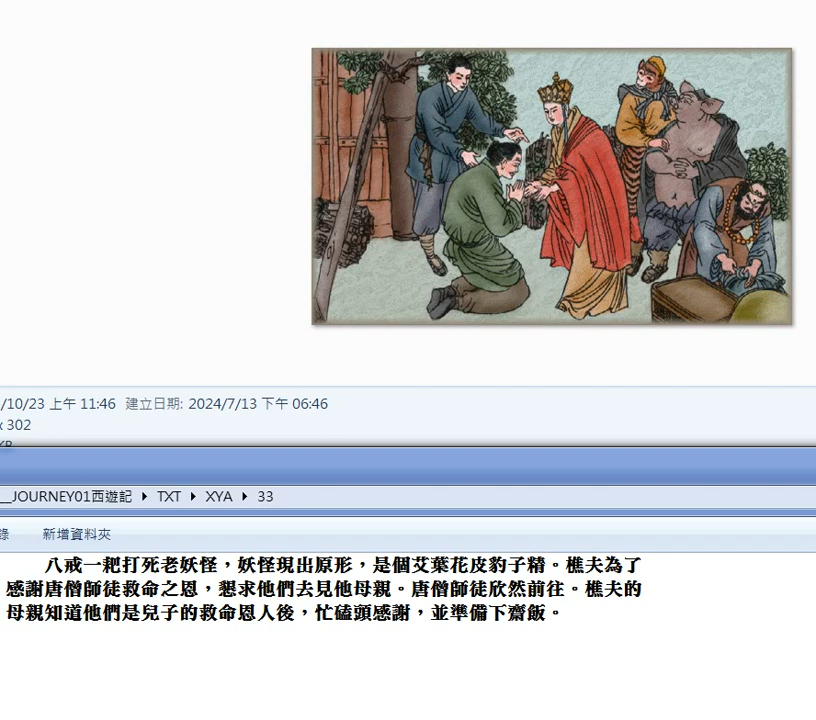 /10/23 上午 11:46 建立日期: 2024/7/13 下午 06:46
x 302
__JOURNEY01西遊記 ▸ TXT ▸ XYA ▸ 33
錄 新增資料夾
八戒一耙打死老妖怪，妖怪現出原形，是個艾葉花皮豹子精。樵夫為了
感謝唐僧師徒救命之恩，懇求他們去見他母親。唐僧師徒欣然前往。樵夫的
母親知道他們是兒子的救命恩人後，忙磕頭感謝，並準備下齋飯。